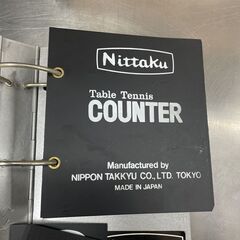 Nittaku
Table Tennis
COUNTER
Manufactured by
NIPPON TAKKYU CO., LTD. TOKYO
MADE IN JAPAN